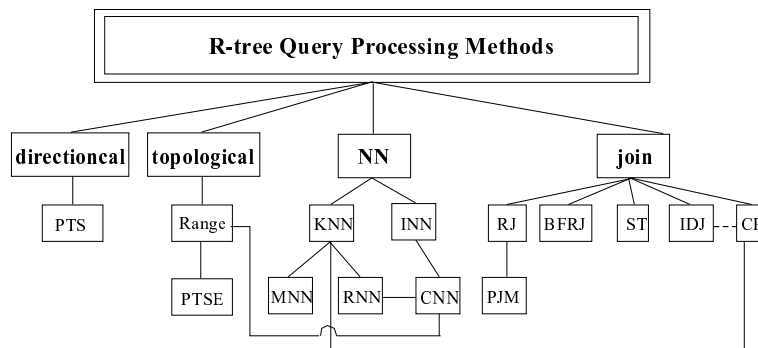 R-tree Query Processing Methods
directioncal topological NN join
PTS Range KNN INN RJ BFRJ ST IDJ
PTSE MNN RNN CNN PJM